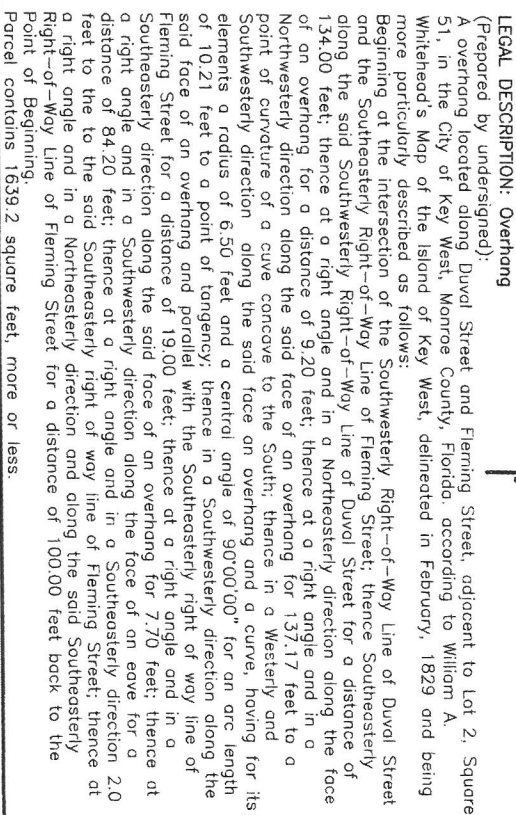 LEGAL DESCRIPTION: Overhang
(Prepared by undersigned):
A overhang located along Duval Street and Fleming Street, adjacent to Lot 2, Square
51, in the City of Key West, Monroe County, Florida. according to William A.
Whitehead's Map of the Island of Key West, delineated in February, 1829 and being
more particularly described as follows:
Beginning at the intersection of the Southwesterly Right-of-Way Line of Duval Street
and the Southeasterly Right-of-Way Line of Fleming Street; thence Southeasterly
along the said Southwesterly Right-of-Way Line of Duval Street for a distance of
134.00 feet; thence at a right angle and in a Northeasterly direction along the face
of an overhang for a distance of 9.20 feet; thence at a right angle and in a
Northwesterly direction along the said face of an overhang for 137.17 feet to a
point of curvature of a cuve concave to the South; thence in a Westerly and
Southwesterly direction along the said face an overhang and a curve, having for its
elements a radius of 6.50 feet and a central angle of 90°00'00" for an arc length
of 10.21 feet to a point of tangency; thence in a Southwesterly direction along the
said face of an overhang and parallel with the Southeasterly right of way line of
Fleming Street for a distance of 19.00 feet; thence at a right angle and in a
Southeasterly direction along the said face of an overhang for 7.70 feet; thence at
a right angle and in a Southwesterly direction along the face of an eave for a
distance of 84.20 feet; thence at a right angle and in a Southeasterly direction 2.0
feet to the to the said Southeasterly right of way line of Fleming Street; thence at
a right angle and in a Northeasterly direction and along the said Southeasterly
Right-of-Way Line of Fleming Street for a distance of 100.00 feet back to the
Point of Beginning.
Parcel contains 1639.2 square feet, more or less.